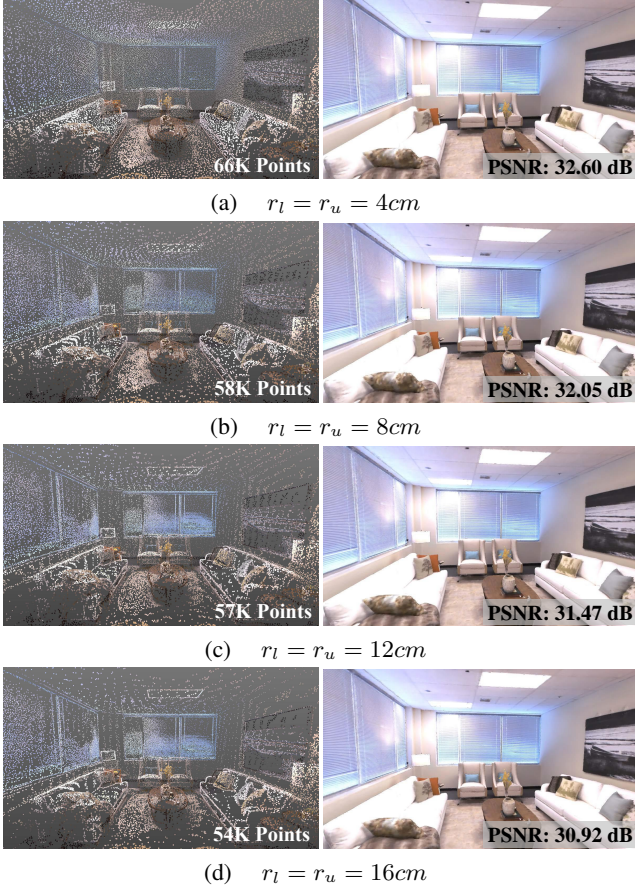 66K Points
PSNR: 32.60 dB
(a) r_l = r_u = 4cm
58K Points
PSNR: 32.05 dB
(b) r_l = r_u = 8cm
57K Points
PSNR: 31.47 dB
(c) r_l = r_u = 12cm
54K Points
PSNR: 30.92 dB
(d) r_l = r_u = 16cm